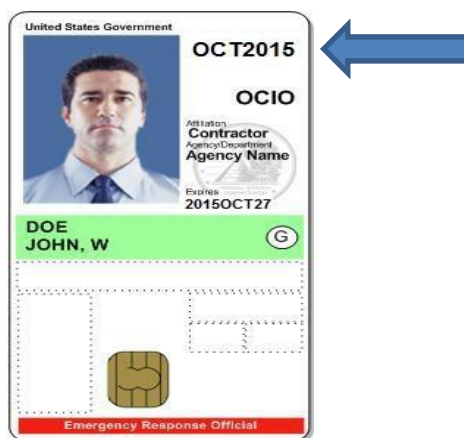 United States Government
OCT2015
OCIO
Affiliation
Contractor
Agency/Department
Agency Name
Expires
2015OCT27
DOE
JOHN, W
G
Emergency Response Official